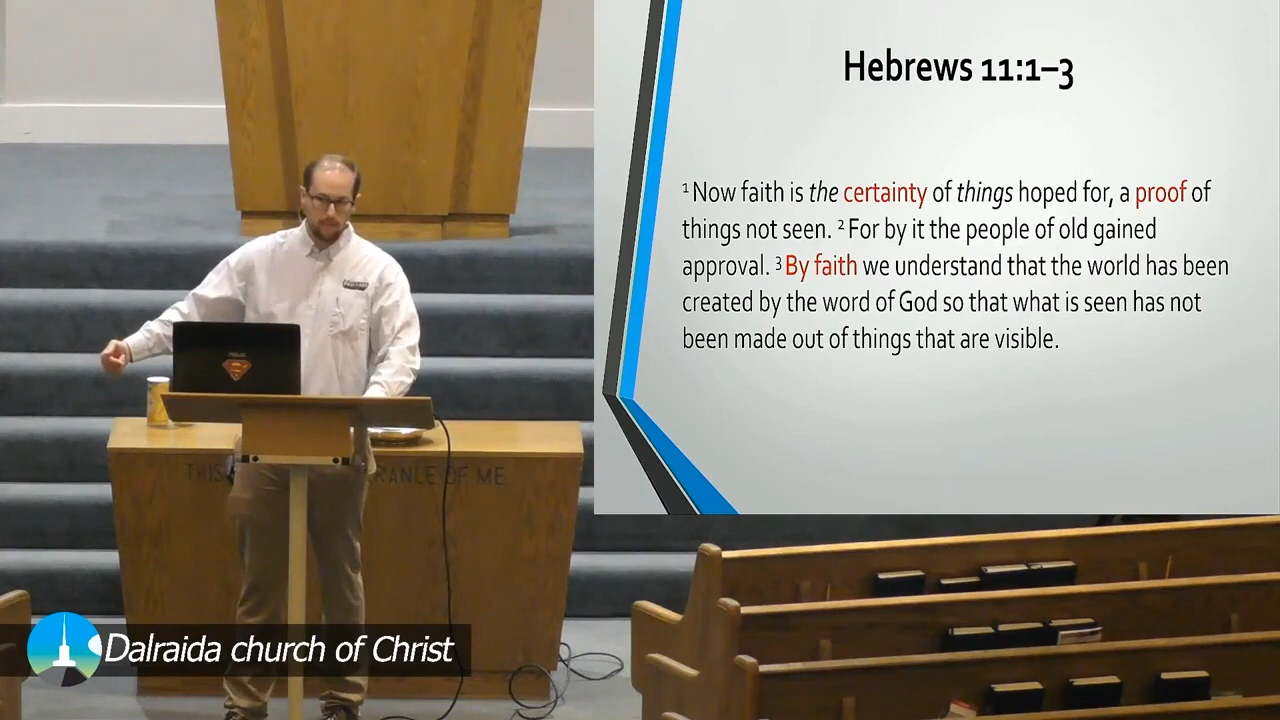 Hebrews 11:1–3
1 Now faith is the certainty of things hoped for, a proof of
things not seen. 2 For by it the people of old gained
approval. 3 By faith we understand that the world has been
created by the word of God so that what is seen has not
been made out of things that are visible.
ASUS
THIS RANCE OF ME
Dalraida church of Christ